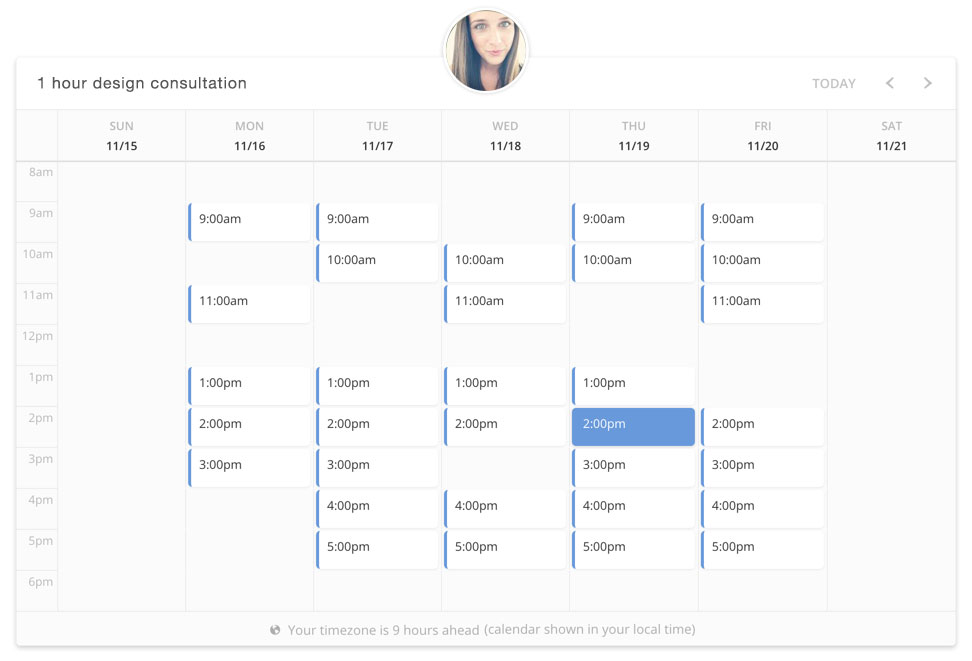 1 hour design consultation
TODAY
SUN MON TUE WED THU FRI SAT
11/15 11/16 11/17 11/18 11/19 11/20 11/21
8am
9am 9:00am 9:00am 9:00am 9:00am
10am 10:00am 10:00am 10:00am 10:00am
11am 11:00am 11:00am 11:00am
12pm
1pm 1:00pm 1:00pm 1:00pm 1:00pm
2pm 2:00pm 2:00pm 2:00pm 2:00pm 2:00pm
3pm 3:00pm 3:00pm 3:00pm 3:00pm
4pm 4:00pm 4:00pm 4:00pm 4:00pm
5pm 5:00pm 5:00pm 5:00pm 5:00pm
6pm
Your timezone is 9 hours ahead (calendar shown in your local time)